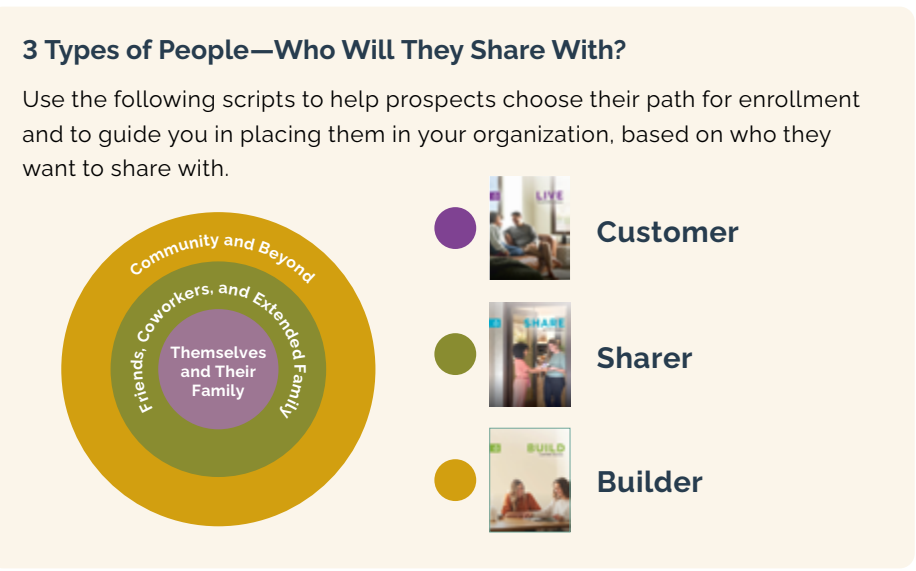 3 Types of People—Who Will They Share With?
Use the following scripts to help prospects choose their path for enrollment
and to guide you in placing them in your organization, based on who they
want to share with.
Community and Beyond
Friends, Coworkers, and Extended Family
Themselves
and Their
Family
LIVE
Customer
SHARE
Sharer
BUILD
Builder